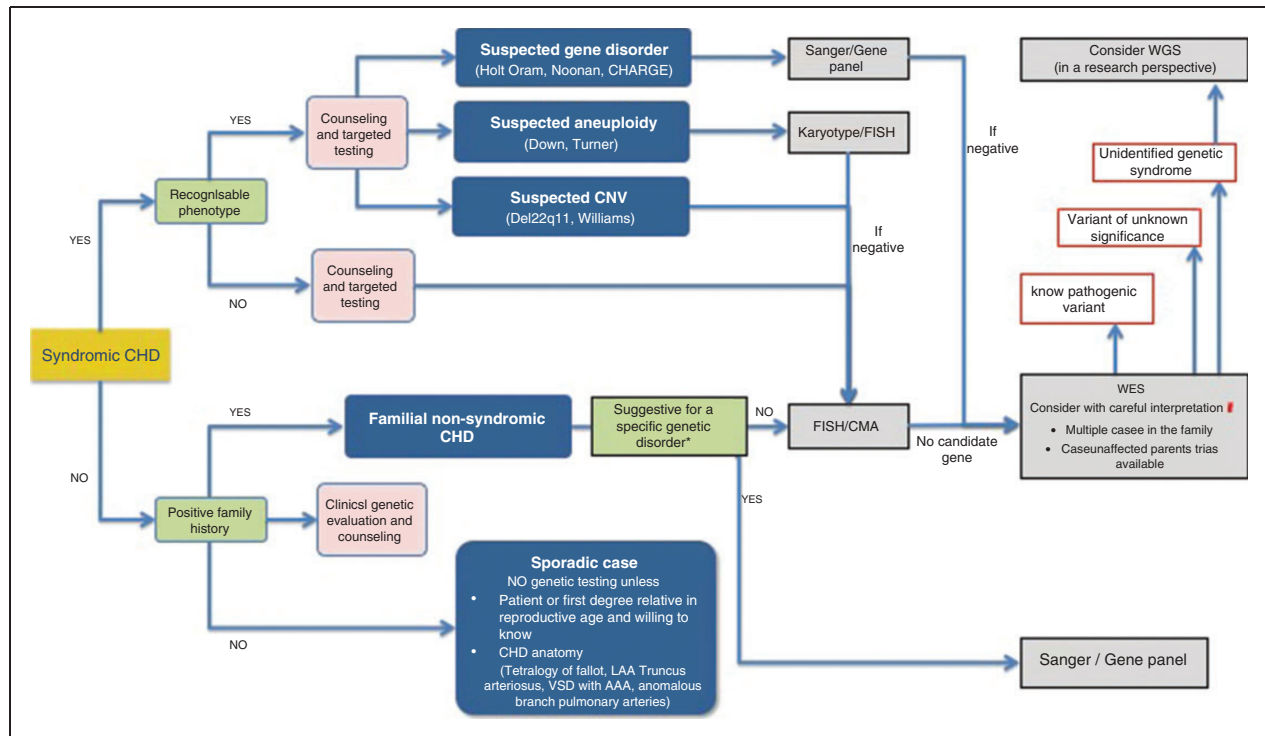 Suspected gene disorder
(Holt Oram, Noonan, CHARGE)
Sanger/Gene
panel
Consider WGS
(in a research perspective)
YES
Counseling
and targeted
testing
Suspected aneuploidy
(Down, Turner)
Karyotype/FISH
If
negative
Unidentified genetic
syndrome
Recognlsable
phenotype
Suspected CNV
(Del22q11, Williams)
YES
If
negative
Variant of unknown
significance
Counseling
and targeted
testing
NO
know pathogenic
variant
Syndromic CHD
YES
Familial non-syndromic
CHD
Suggestive for a
specific genetic
disorder*
NO
FISH/CMA
No candidate
gene
WES
Consider with careful interpretation
• Multiple casee in the family
• Caseunaffected parents trias
available
NO
YES
Positive family
history
Clinicsl genetic
evaluation and
counseling
Sporadic case
NO genetic testing unless
• Patient or first degree relative in
reproductive age and willing to
know
• CHD anatomy
(Tetralogy of fallot, LAA Truncus
arteriosus, VSD with AAA, anomalous
branch pulmonary arteries)
NO
Sanger / Gene panel